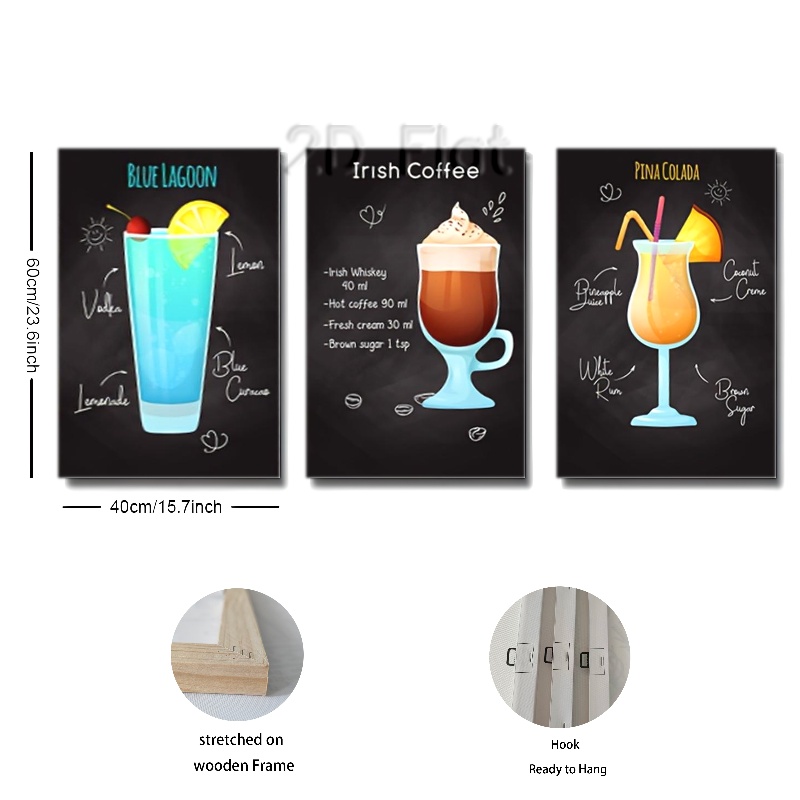 2D Flat
BLUE LAGOON
Lemon
Vodka
Blue
Curacao
Lemonade
Irish Coffee
-Irish Whiskey
40 ml
-Hot coffee 90 ml
-Fresh cream 30 ml
-Brown sugar 1 tsp
PINA COLADA
Coconut
Creme
Pineapple
Juice
White
Rum
Brown
Sugar
60cm/23.6inch
40cm/15.7inch
stretched on
wooden Frame
Hook
Ready to Hang